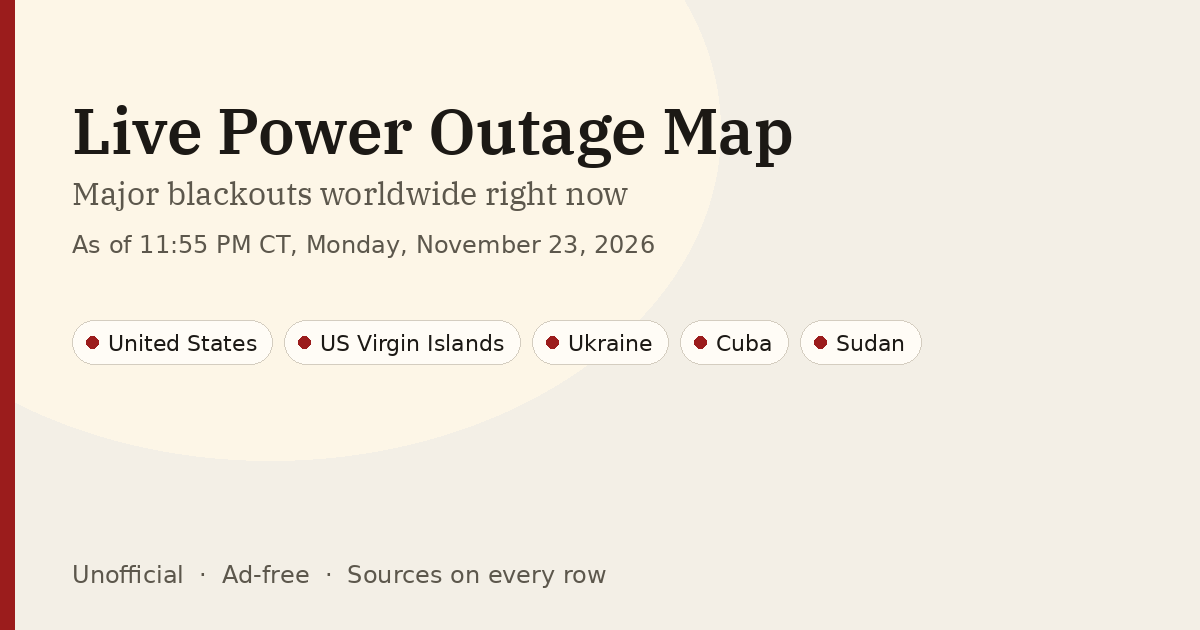 Live Power Outage Map
Major blackouts worldwide right now
As of 11:55 PM CT, Monday, November 23, 2026
United States US Virgin Islands Ukraine Cuba Sudan
Unofficial · Ad-free · Sources on every row